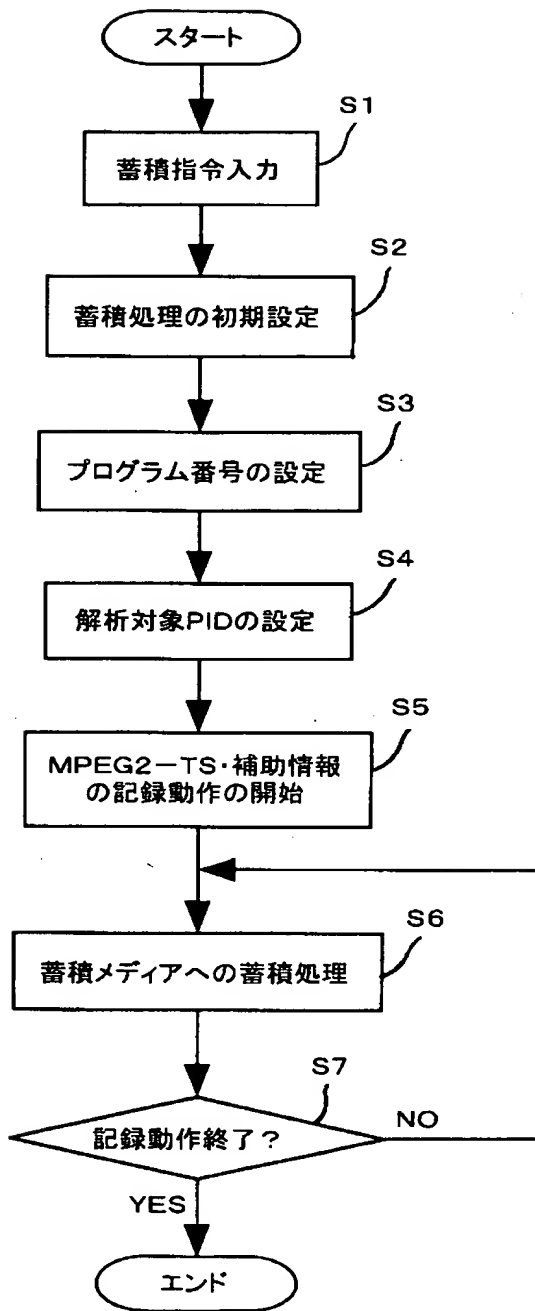 スタート
S1
蓄積指令入力
S2
蓄積処理の初期設定
S3
プログラム番号の設定
S4
解析対象PIDの設定
S5
MPEG2-TS・補助情報
の記録動作の開始
S6
蓄積メディアへの蓄積処理
S7
記録動作終了?
NO
YES
エンド